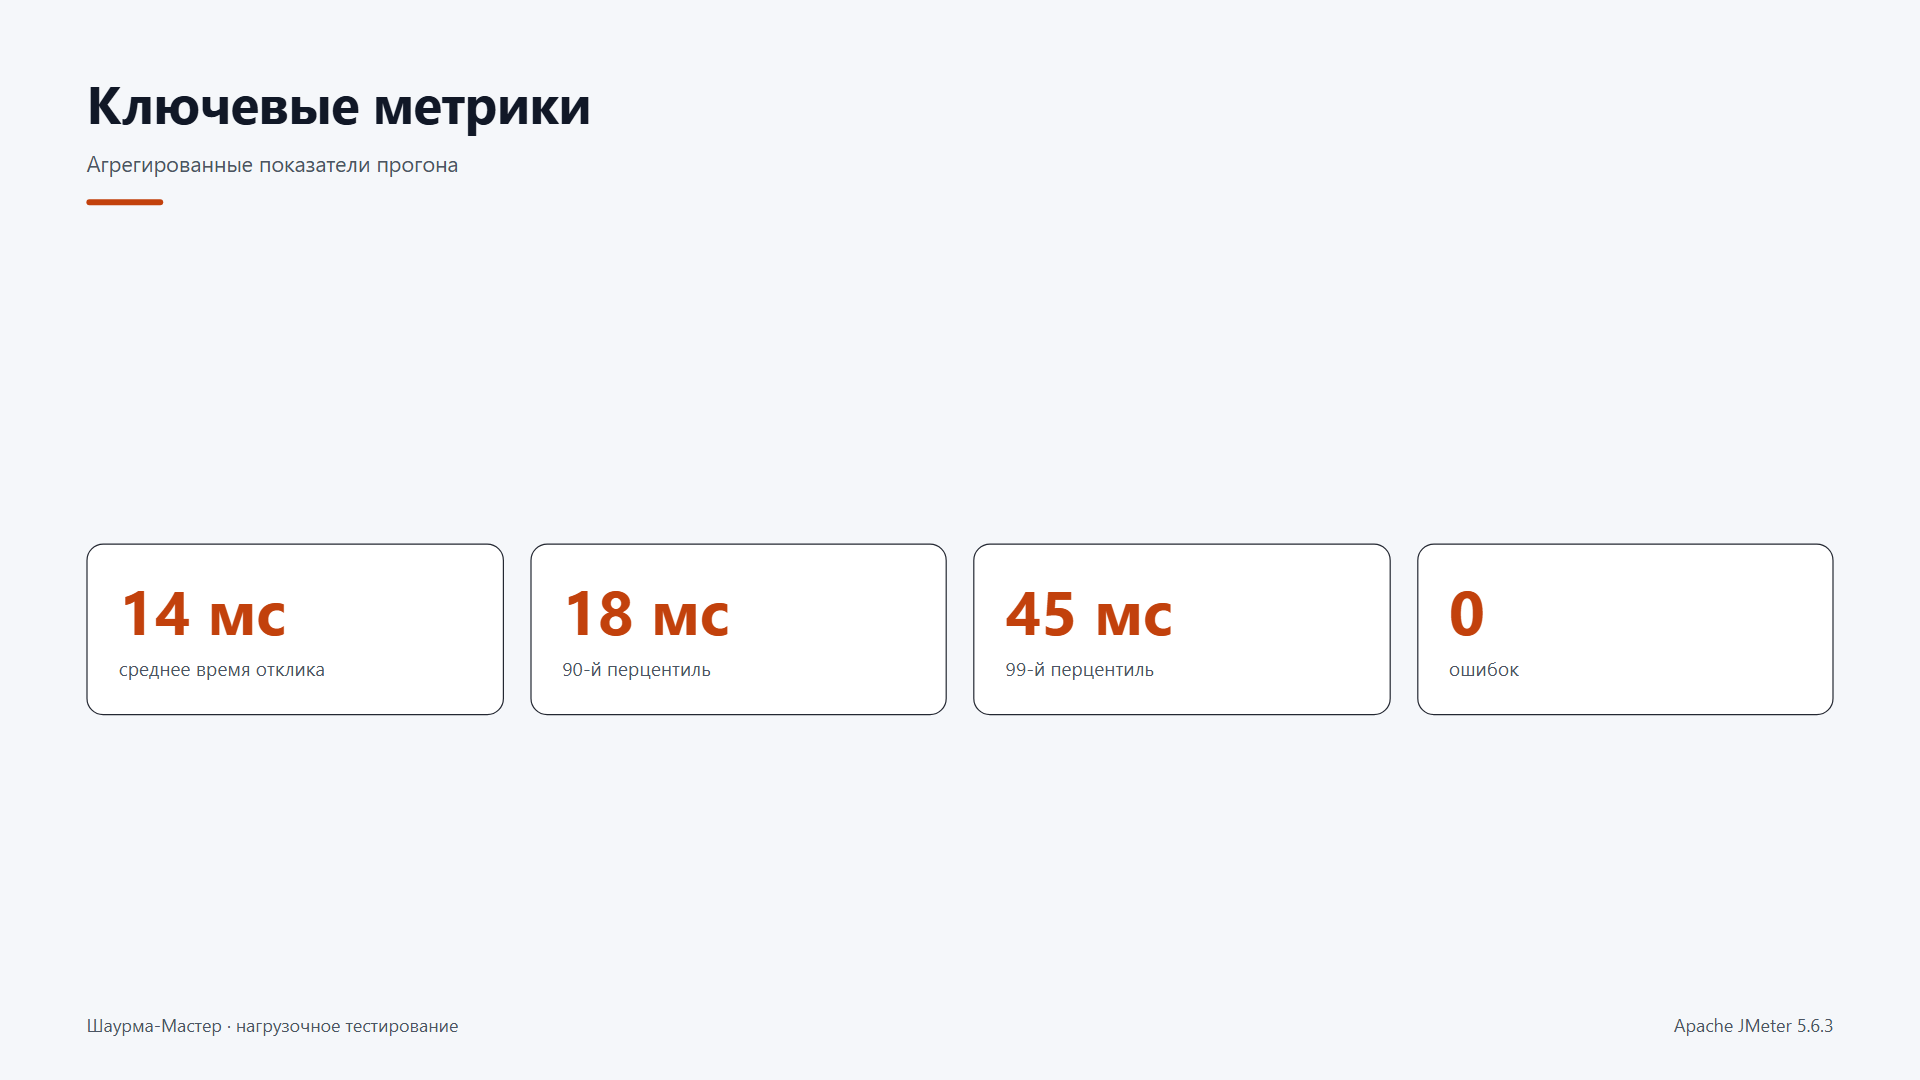 Ключевые метрики
Агрегированные показатели прогона
14 мс
среднее время отклика
18 мс
90-й перцентиль
45 мс
99-й перцентиль
0
ошибок
Шаурма-Мастер · нагрузочное тестирование
Apache JMeter 5.6.3